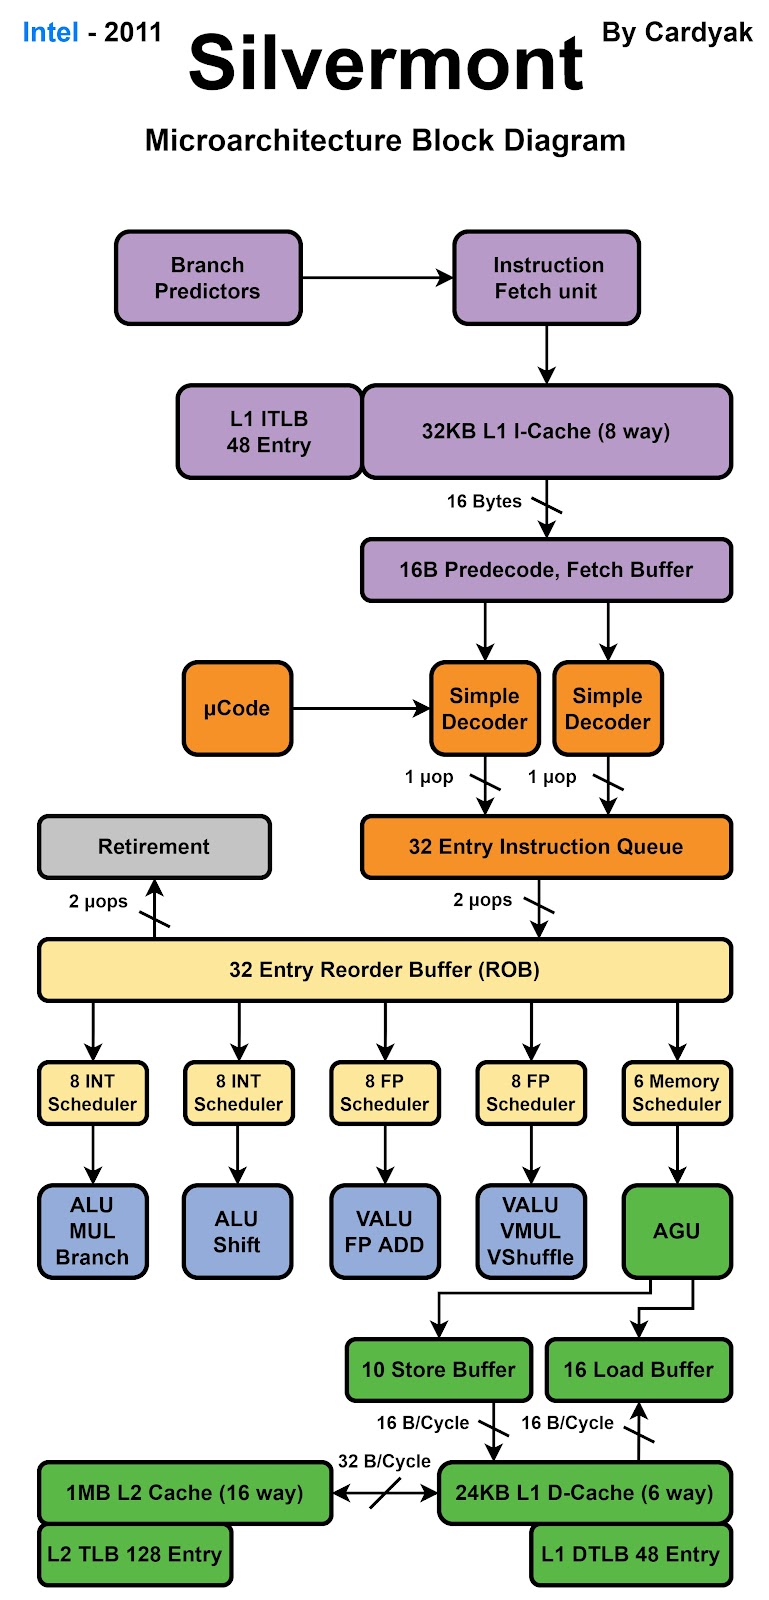 Intel - 2011
By Cardyak
Silvermont
Microarchitecture Block Diagram
Branch
Predictors
Instruction
Fetch unit
L1 ITLB
48 Entry
32KB L1 I-Cache (8 way)
16 Bytes
16B Predecode, Fetch Buffer
µCode
Simple
Decoder
Simple
Decoder
1 µop
1 µop
Retirement
32 Entry Instruction Queue
2 µops
2 µops
32 Entry Reorder Buffer (ROB)
8 INT
Scheduler
8 INT
Scheduler
8 FP
Scheduler
8 FP
Scheduler
6 Memory
Scheduler
ALU
MUL
Branch
ALU
Shift
VALU
FP ADD
VALU
VMUL
VShuffle
AGU
10 Store Buffer
16 Load Buffer
16 B/Cycle
16 B/Cycle
32 B/Cycle
1MB L2 Cache (16 way)
24KB L1 D-Cache (6 way)
L2 TLB 128 Entry
L1 DTLB 48 Entry